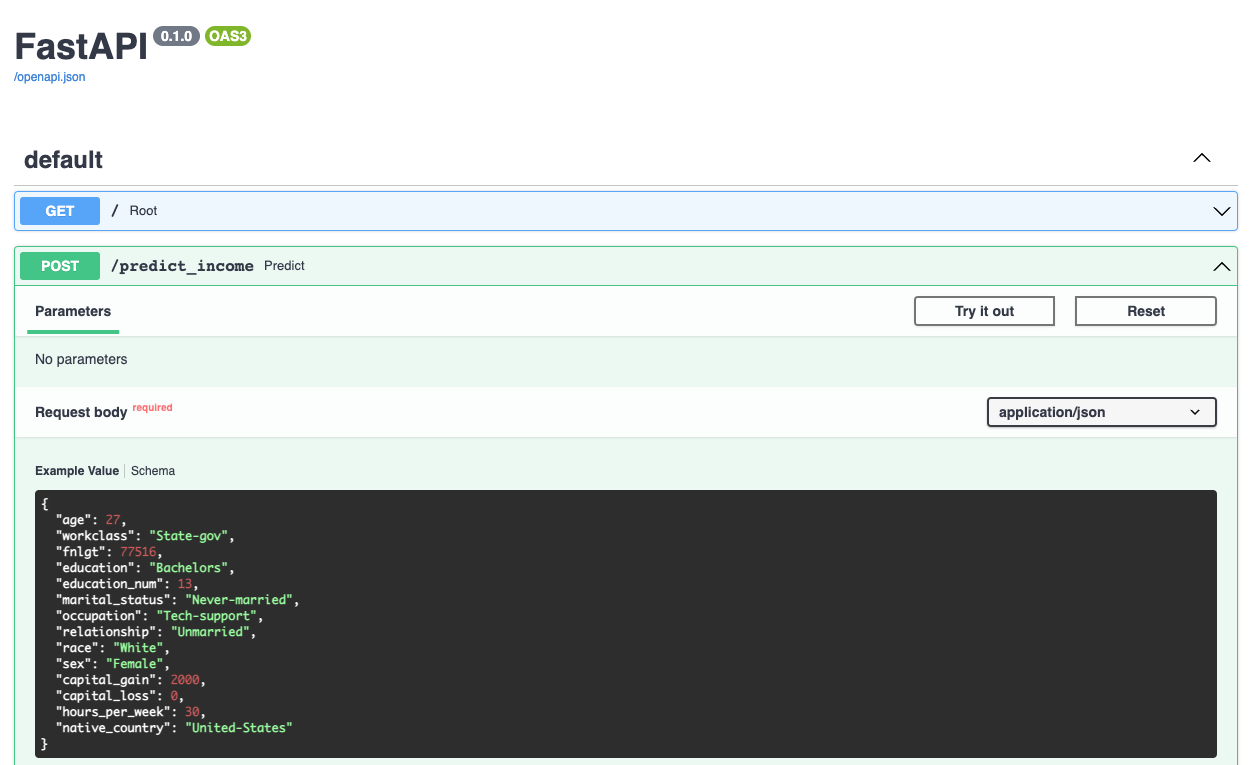 FastAPI 0.1.0 OAS3
/openapi.json
default
GET / Root
POST /predict_income Predict
Parameters Try it out Reset
No parameters
Request body required application/json
Example Value Schema
{
  "age": 27,
  "workclass": "State-gov",
  "fnlgt": 77516,
  "education": "Bachelors",
  "education_num": 13,
  "marital_status": "Never-married",
  "occupation": "Tech-support",
  "relationship": "Unmarried",
  "race": "White",
  "sex": "Female",
  "capital_gain": 2000,
  "capital_loss": 0,
  "hours_per_week": 30,
  "native_country": "United-States"
}